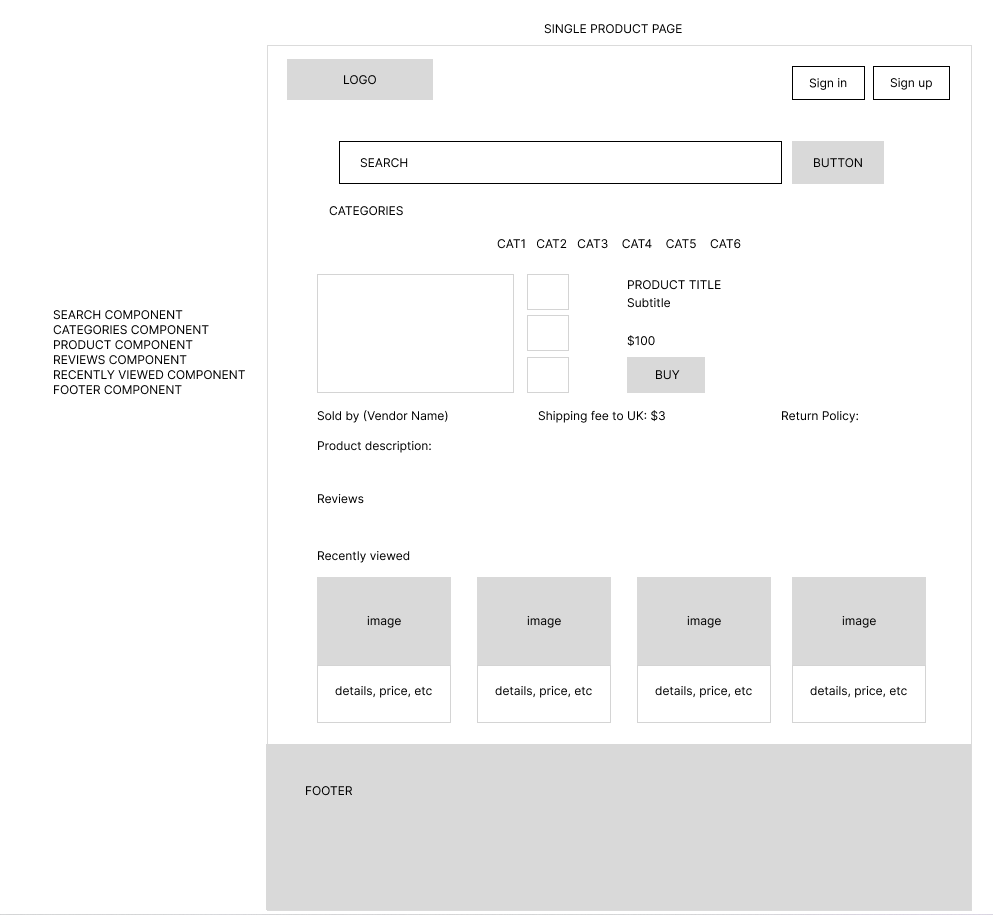 SINGLE PRODUCT PAGE
LOGO
Sign in
Sign up
SEARCH
BUTTON
CATEGORIES
CAT1 CAT2 CAT3 CAT4 CAT5 CAT6
SEARCH COMPONENT
CATEGORIES COMPONENT
PRODUCT COMPONENT
REVIEWS COMPONENT
RECENTLY VIEWED COMPONENT
FOOTER COMPONENT
PRODUCT TITLE
Subtitle
$100
BUY
Sold by (Vendor Name)
Shipping fee to UK: $3
Return Policy:
Product description:
Reviews
Recently viewed
image
image
image
image
details, price, etc
details, price, etc
details, price, etc
details, price, etc
FOOTER